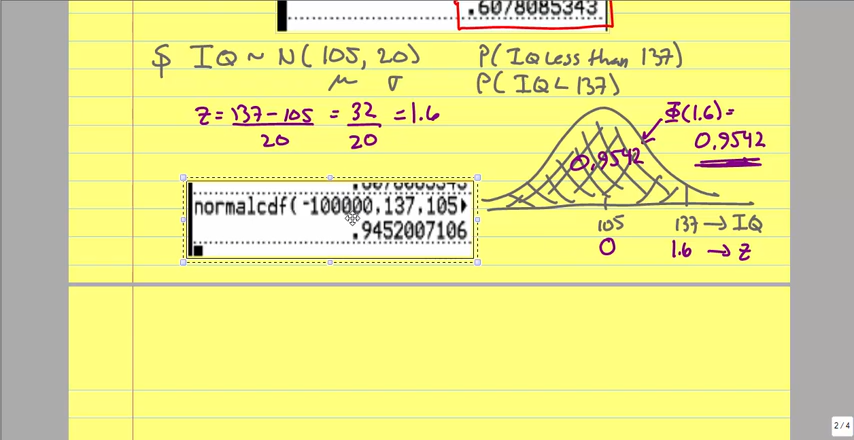 .6078085343
$ IQ ~ N(105, 20)
μ σ
P(IQ less than 137)
P(IQ < 137)
z = 137-105 / 20 = 32 / 20 = 1.6
Φ(1.6) =
0.9542
0.9542
normalcdf(-100000,137,105
.9452007106
105 137 → IQ
0 1.6 → z
2 / 4